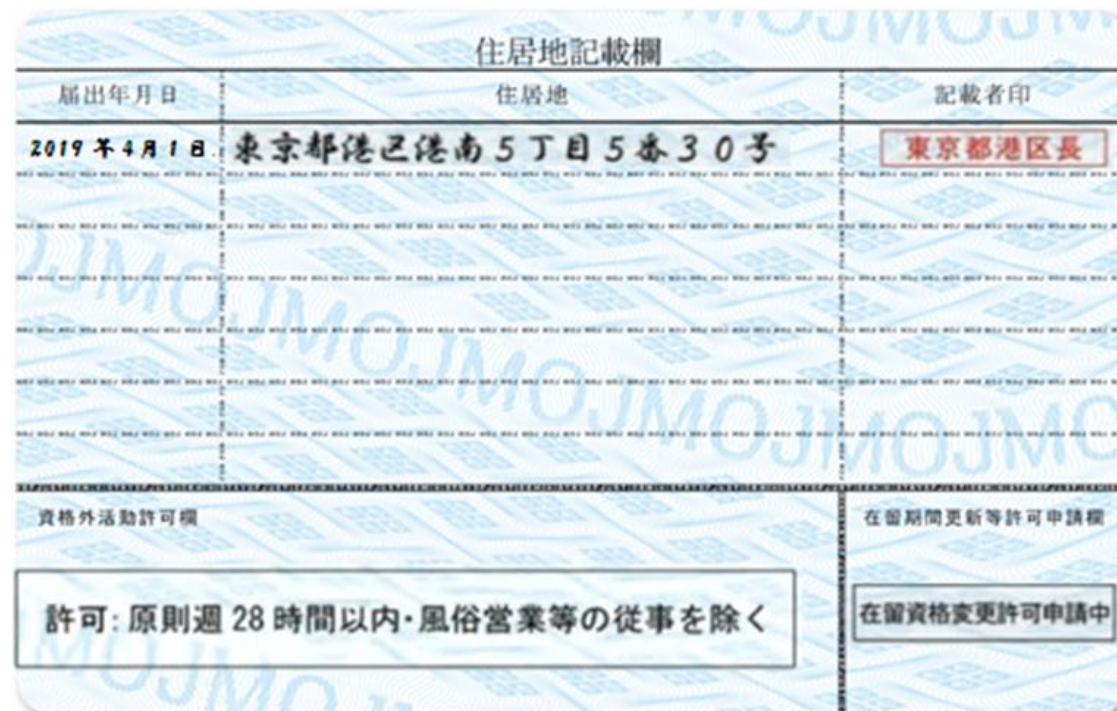 住居地記載欄
届出年月日 住居地 記載者印
2019年4月1日 東京都港区港南5丁目5番30号 東京都港区長
資格外活動許可欄 在留期間更新等許可申請欄
許可: 原則週28時間以内・風俗営業等の従事を除く 在留資格変更許可申請中
MOJMOJMOJMOJ